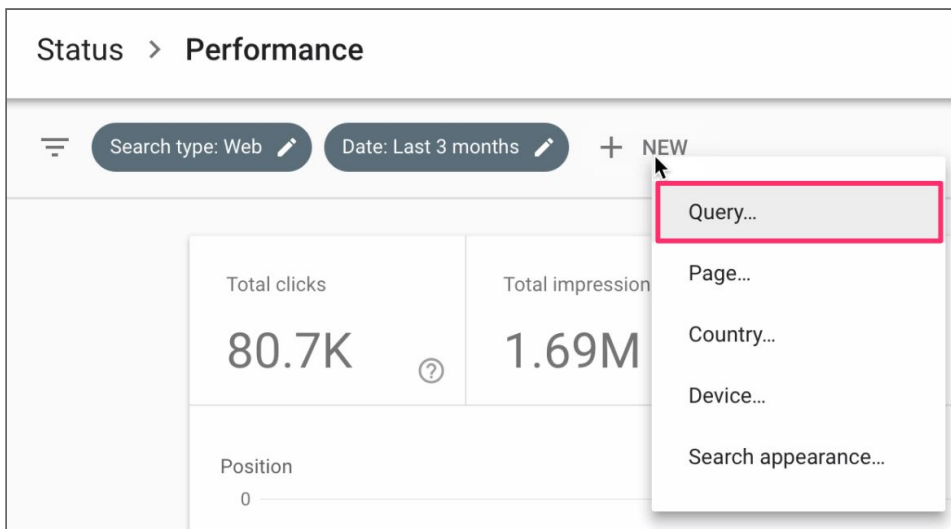 Status > Performance
Search type: Web Date: Last 3 months + NEW
Query...
Page...
Country...
Device...
Search appearance...
Total clicks Total impression
80.7K ? 1.69M
Position
0